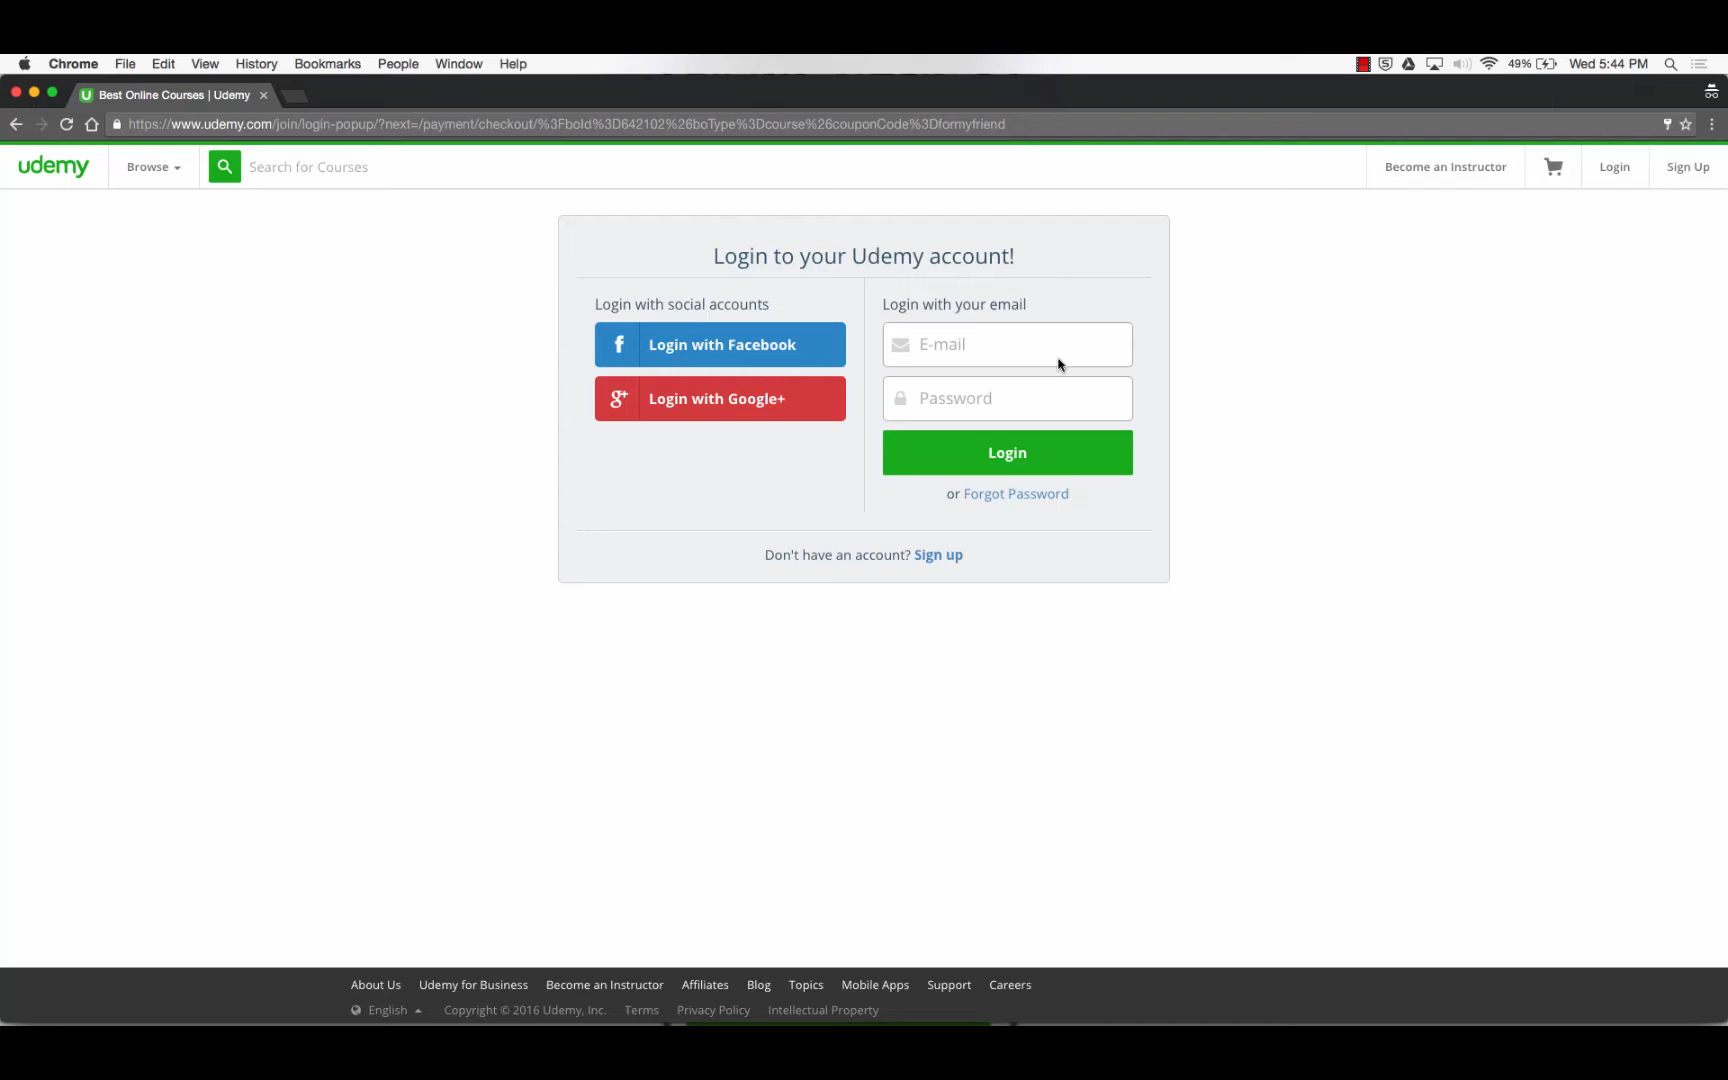 Chrome File Edit View History Bookmarks People Window Help 49% Wed 5:44 PM
Best Online Courses | Udemy
https://www.udemy.com/join/login-popup/?next=/payment/checkout/%3FboId%3D642102%26boType%3Dcourse%26couponCode%3Dformyfriend
udemy Browse Search for Courses Become an Instructor Login Sign Up
Login to your Udemy account!
Login with social accounts Login with your email
f Login with Facebook E-mail
g+ Login with Google+ Password
Login
or Forgot Password
Don't have an account? Sign up
About Us Udemy for Business Become an Instructor Affiliates Blog Topics Mobile Apps Support Careers
English Copyright © 2016 Udemy, Inc. Terms Privacy Policy Intellectual Property